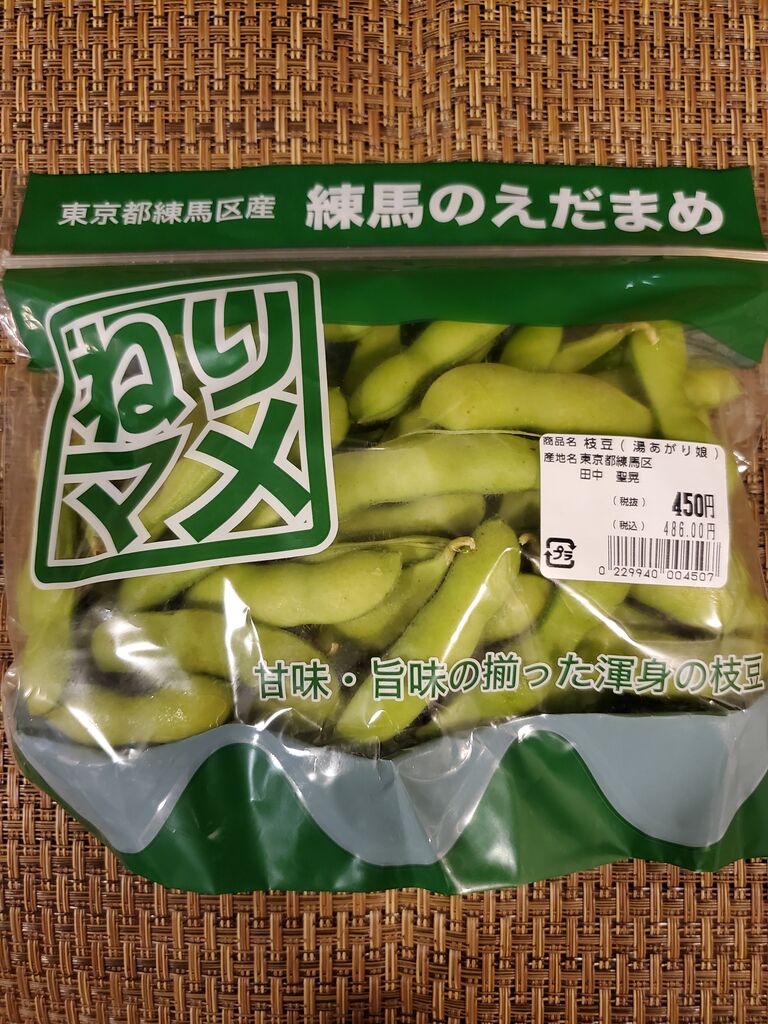 東京都練馬区産 練馬のえだまめ
ねり
マメ
商品名 枝豆(湯あがり娘)
産地名 東京都練馬区
田中 聖晃
(税抜) 450円
(税込) 486.00円
プラ
0 229940 004507
甘味・旨味の揃った渾身の枝豆